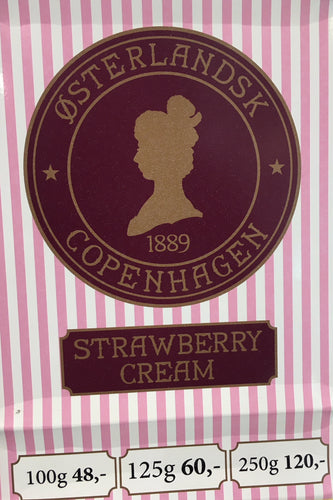 ØSTERLANDSK
1889
COPENHAGEN
STRAWBERRY
CREAM
100g 48,-
125g 60,-
250g 120,-